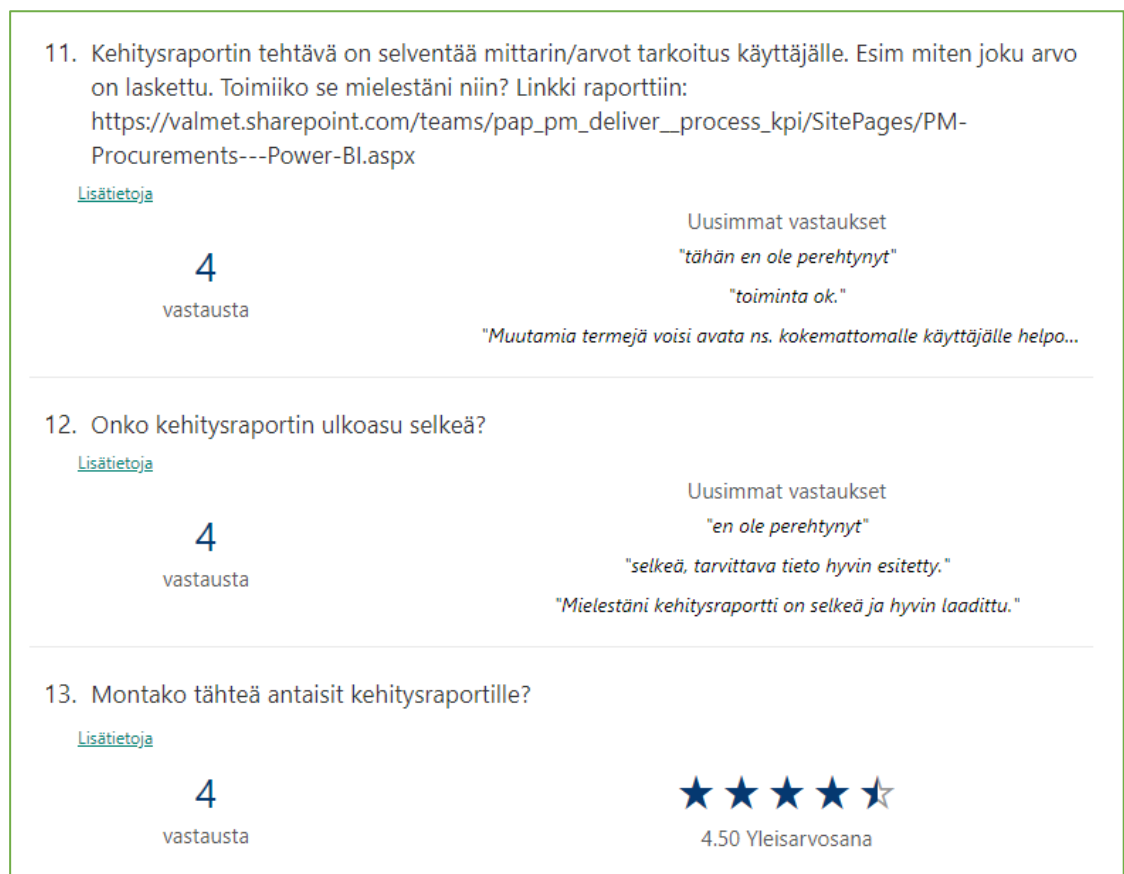 11. Kehitysraportin tehtävä on selventää mittarin/arvot tarkoitus käyttäjälle. Esim miten joku arvo
on laskettu. Toimiiko se mielestäni niin? Linkki raporttiin:
https://valmet.sharepoint.com/teams/pap_pm_deliver__process_kpi/SitePages/PM-
Procurements---Power-BI.aspx
Lisätietoja
4
vastausta
Uusimmat vastaukset
"tähän en ole perehtynyt"
"toiminta ok."
"Muutamia termejä voisi avata ns. kokemattomalle käyttäjälle helpo...
12. Onko kehitysraportin ulkoasu selkeä?
Lisätietoja
4
vastausta
Uusimmat vastaukset
"en ole perehtynyt"
"selkeä, tarvittava tieto hyvin esitetty."
"Mielestäni kehitysraportti on selkeä ja hyvin laadittu."
13. Montako tähteä antaisit kehitysraportille?
Lisätietoja
4
vastausta
4.50 Yleisarvosana